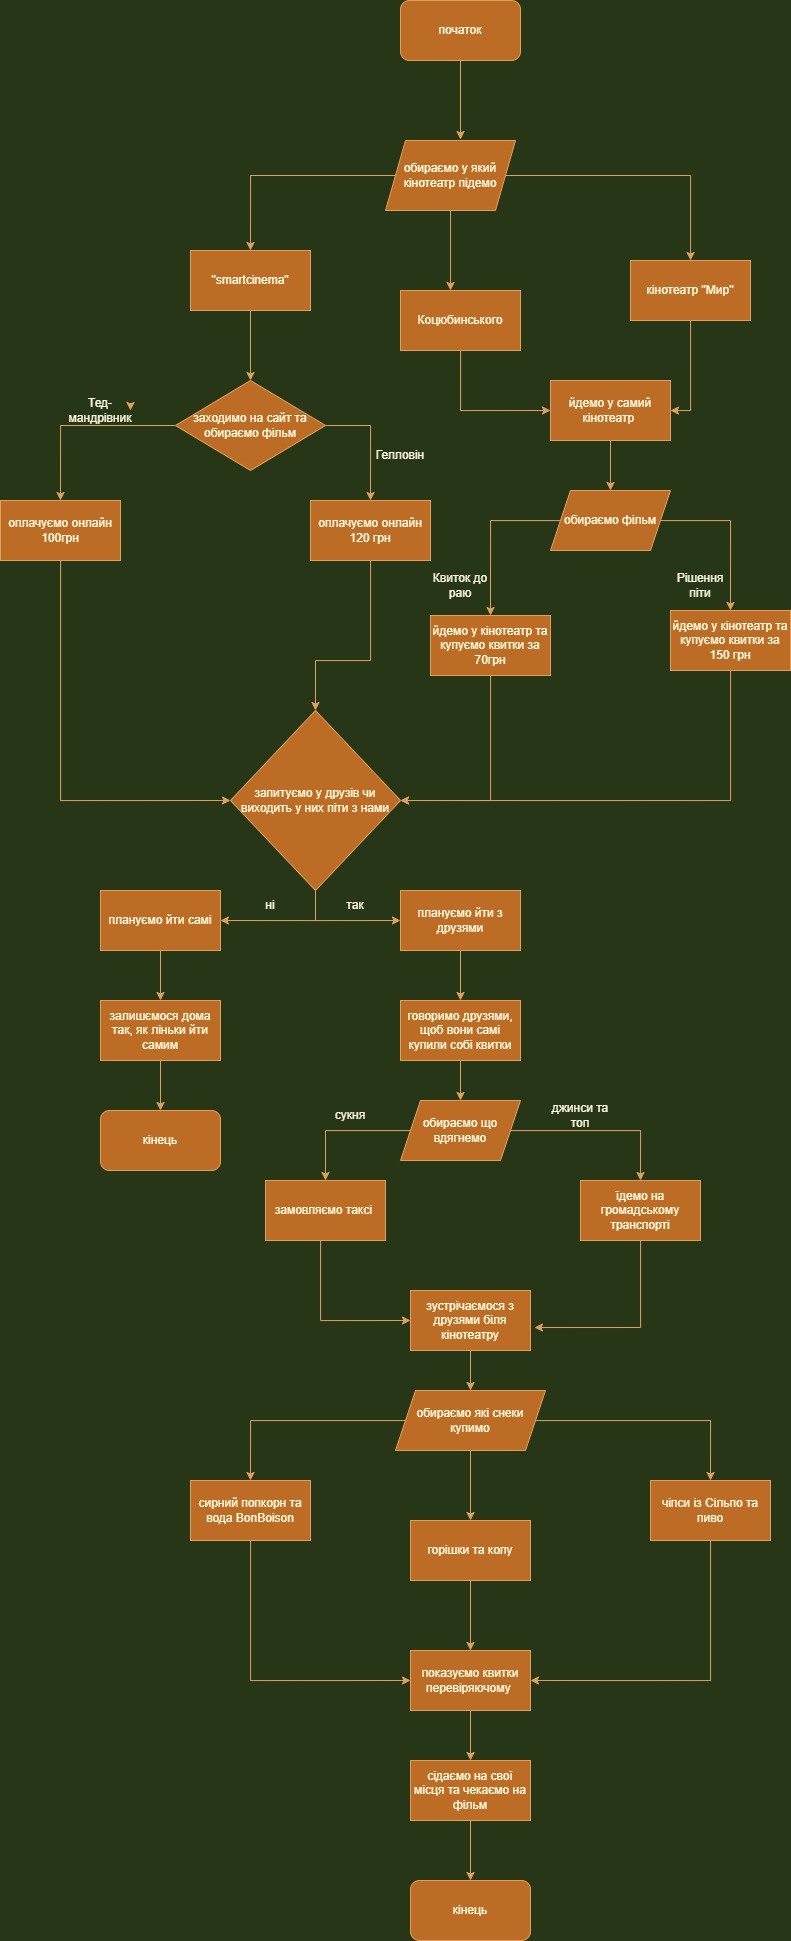 початок
обираємо у який
кінотеатр підемо
"smartcinema"
Коцюбинського
кінотеатр "Мир"
Тед-
мандрівник
заходимо на сайт та
обираємо фільм
йдемо у самий
кінотеатр
Гелловін
оплачуємо онлайн
100грн
оплачуємо онлайн
120 грн
обираємо фільм
Квиток до
раю
Рішення
піти
йдемо у кінотеатр та
купуємо квитки за
70грн
йдемо у кінотеатр та
купуємо квитки за
150 грн
запитуємо у друзів чи
виходить у них піти з нами
ні
так
плануємо йти самі
плануємо йти з
друзями
залишємося дома
так, як ліньки йти
самим
говоримо друзями,
щоб вони самі
купили собі квитки
кінець
сукня
обираємо що
вдягнемо
джинси та
топ
замовляємо таксі
їдемо на
громадському
транспорті
зустрічаємося з
друзями біля
кінотеатру
обираємо які снеки
купимо
сирний попкорн та
вода BonBoison
горішки та колу
чіпси із Сільпо та
пиво
показуємо квитки
перевіряючому
сідаємо на свої
місця та чекаємо на
фільм
кінець